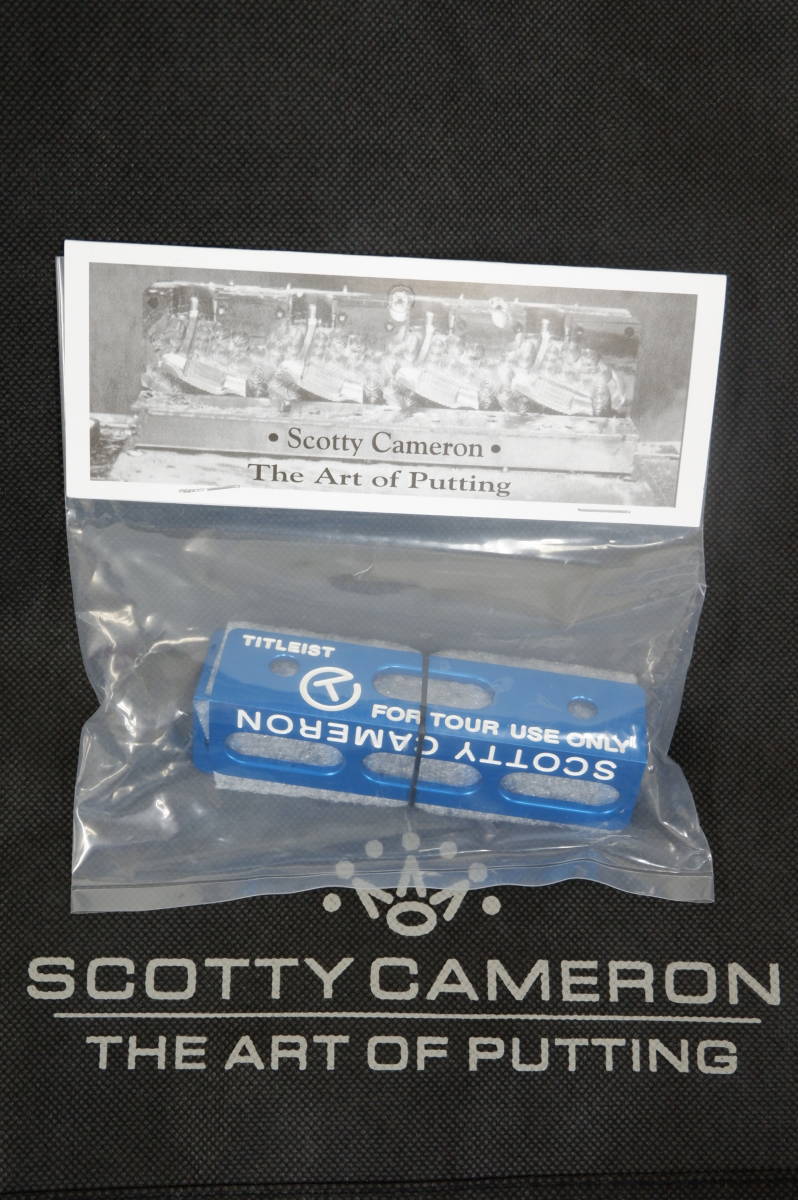 • Scotty Cameron •
The Art of Putting
TITLEIST
T
FOR TOUR USE ONLY
SCOTTY CAMERON
SCOTTY CAMERON
THE ART OF PUTTING